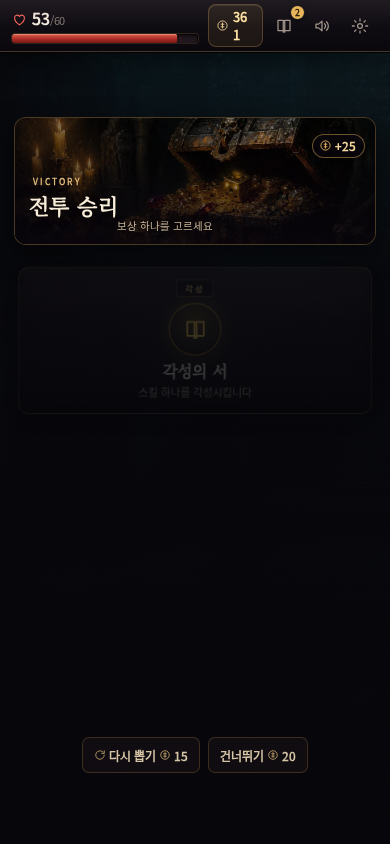 53/60
36
1
2
+25
VICTORY
전투 승리
보상 하나를 고르세요
각성
각성의 서
스킬 하나를 각성시킵니다
다시 뽑기 15
건너뛰기 20